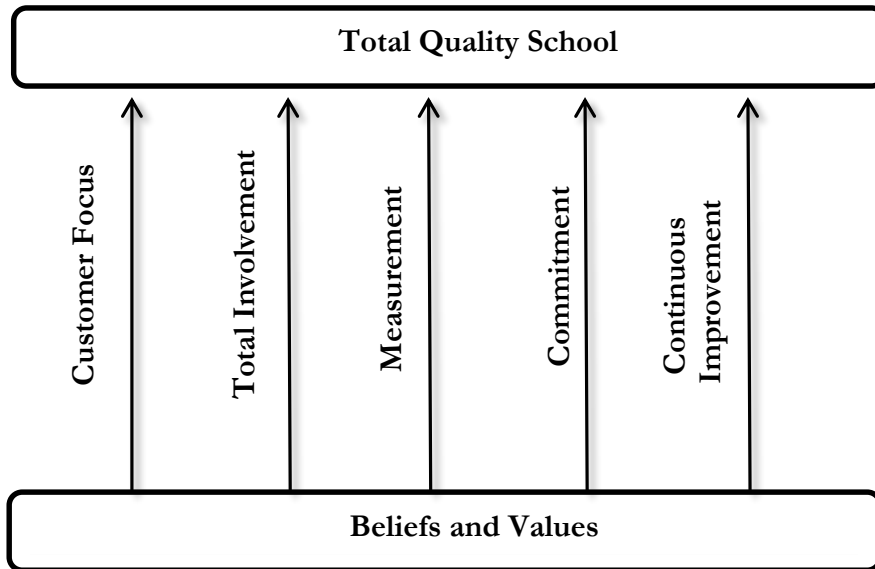 Total Quality School
Customer Focus
Total Involvement
Measurement
Commitment
Continuous
Improvement
Beliefs and Values